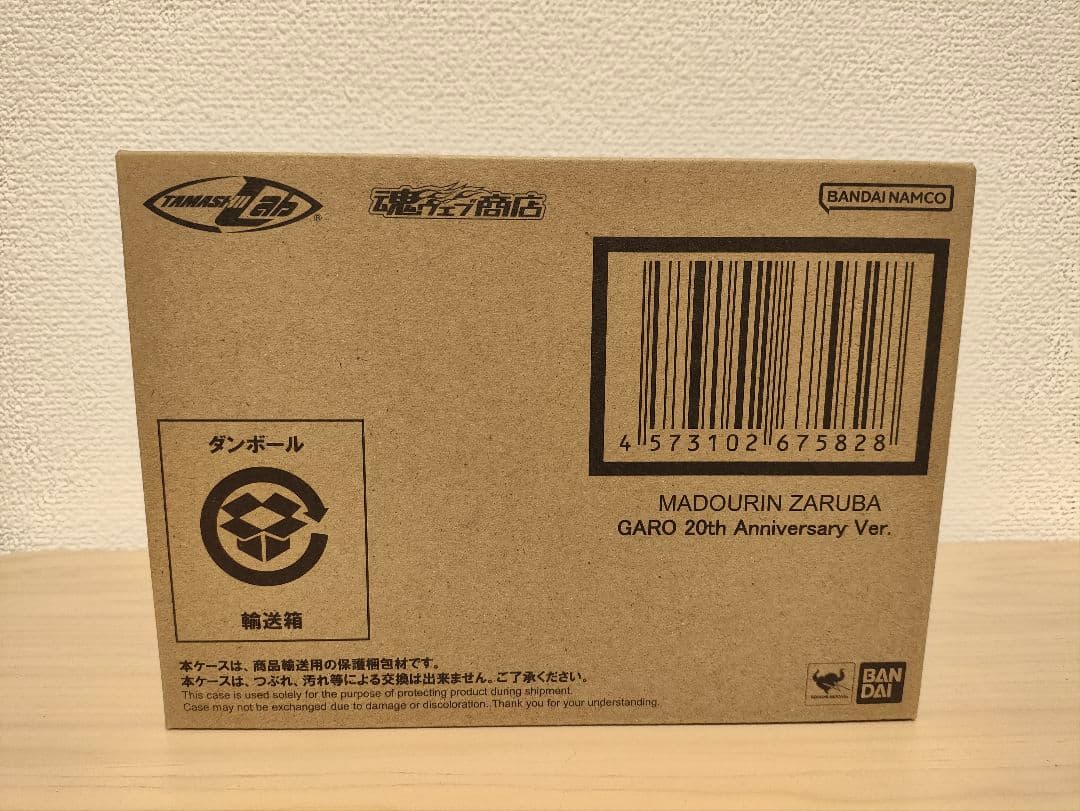 TAMASHII Lab ®
魂ウェブ商店
BANDAI NAMCO
4 573102 675828
MADOURIN ZARUBA
GARO 20th Anniversary Ver.
ダンボール
輸送箱
本ケースは、商品輸送用の保護梱包材です。
本ケースは、つぶれ、汚れ等による交換は出来ません。ご了承ください。
This case is used solely for the purpose of protecting product during shipment.
Case may not be exchanged due to damage or discoloration. Thank you for your understanding.
BAN
DAI